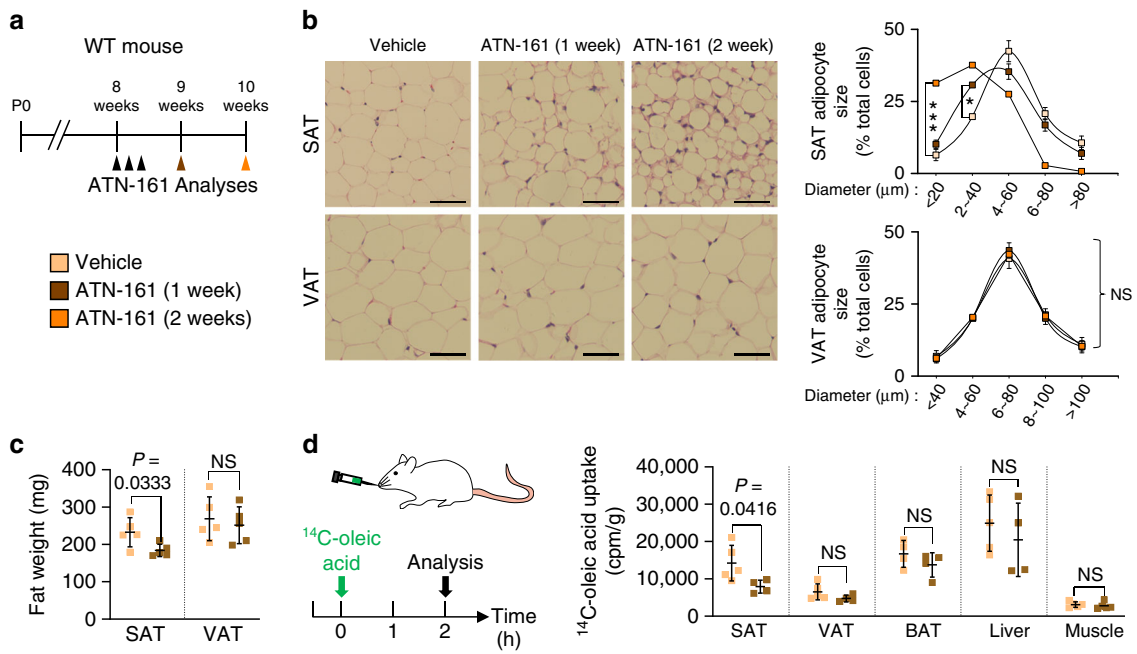 a
WT mouse
P0
8 weeks
9 weeks
10 weeks
ATN-161 Analyses
Vehicle
ATN-161 (1 week)
ATN-161 (2 weeks)
b
Vehicle
ATN-161 (1 week)
ATN-161 (2 week)
SAT
VAT
SAT adipocyte size (% total cells)
50
25
0
***
*
Diameter (μm) : <20 2~40 4~60 6~80 >80
VAT adipocyte size (% total cells)
50
25
0
NS
Diameter (μm) : <40 4~60 6~80 8~100 >100
c
Fat weight (mg)
400
300
200
100
0
P = 0.0333
NS
SAT VAT
d
14C-oleic acid
Analysis
0 1 2
Time (h)
14C-oleic acid uptake (cpm/g)
40,000
30,000
20,000
10,000
0
P = 0.0416
NS
NS
NS
NS
SAT VAT BAT Liver Muscle